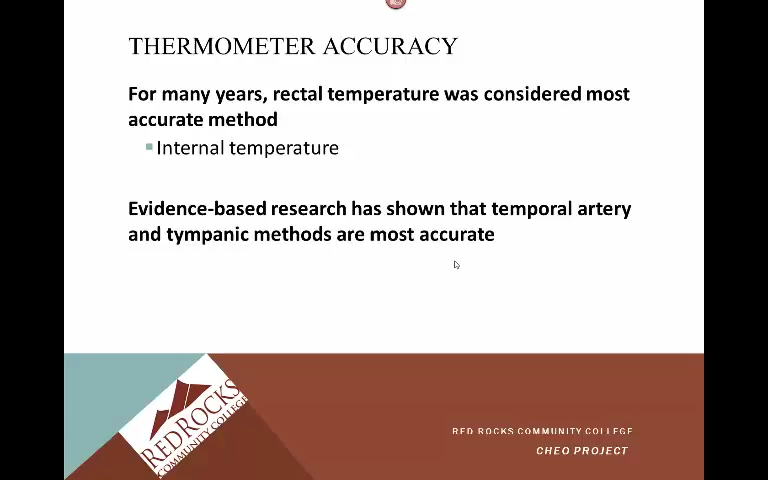 THERMOMETER ACCURACY
For many years, rectal temperature was considered most
accurate method
Internal temperature
Evidence-based research has shown that temporal artery
and tympanic methods are most accurate
RED ROCKS
COMMUNITY COLLEGE
RED ROCKS COMMUNITY COLLEGE
CHEO PROJECT